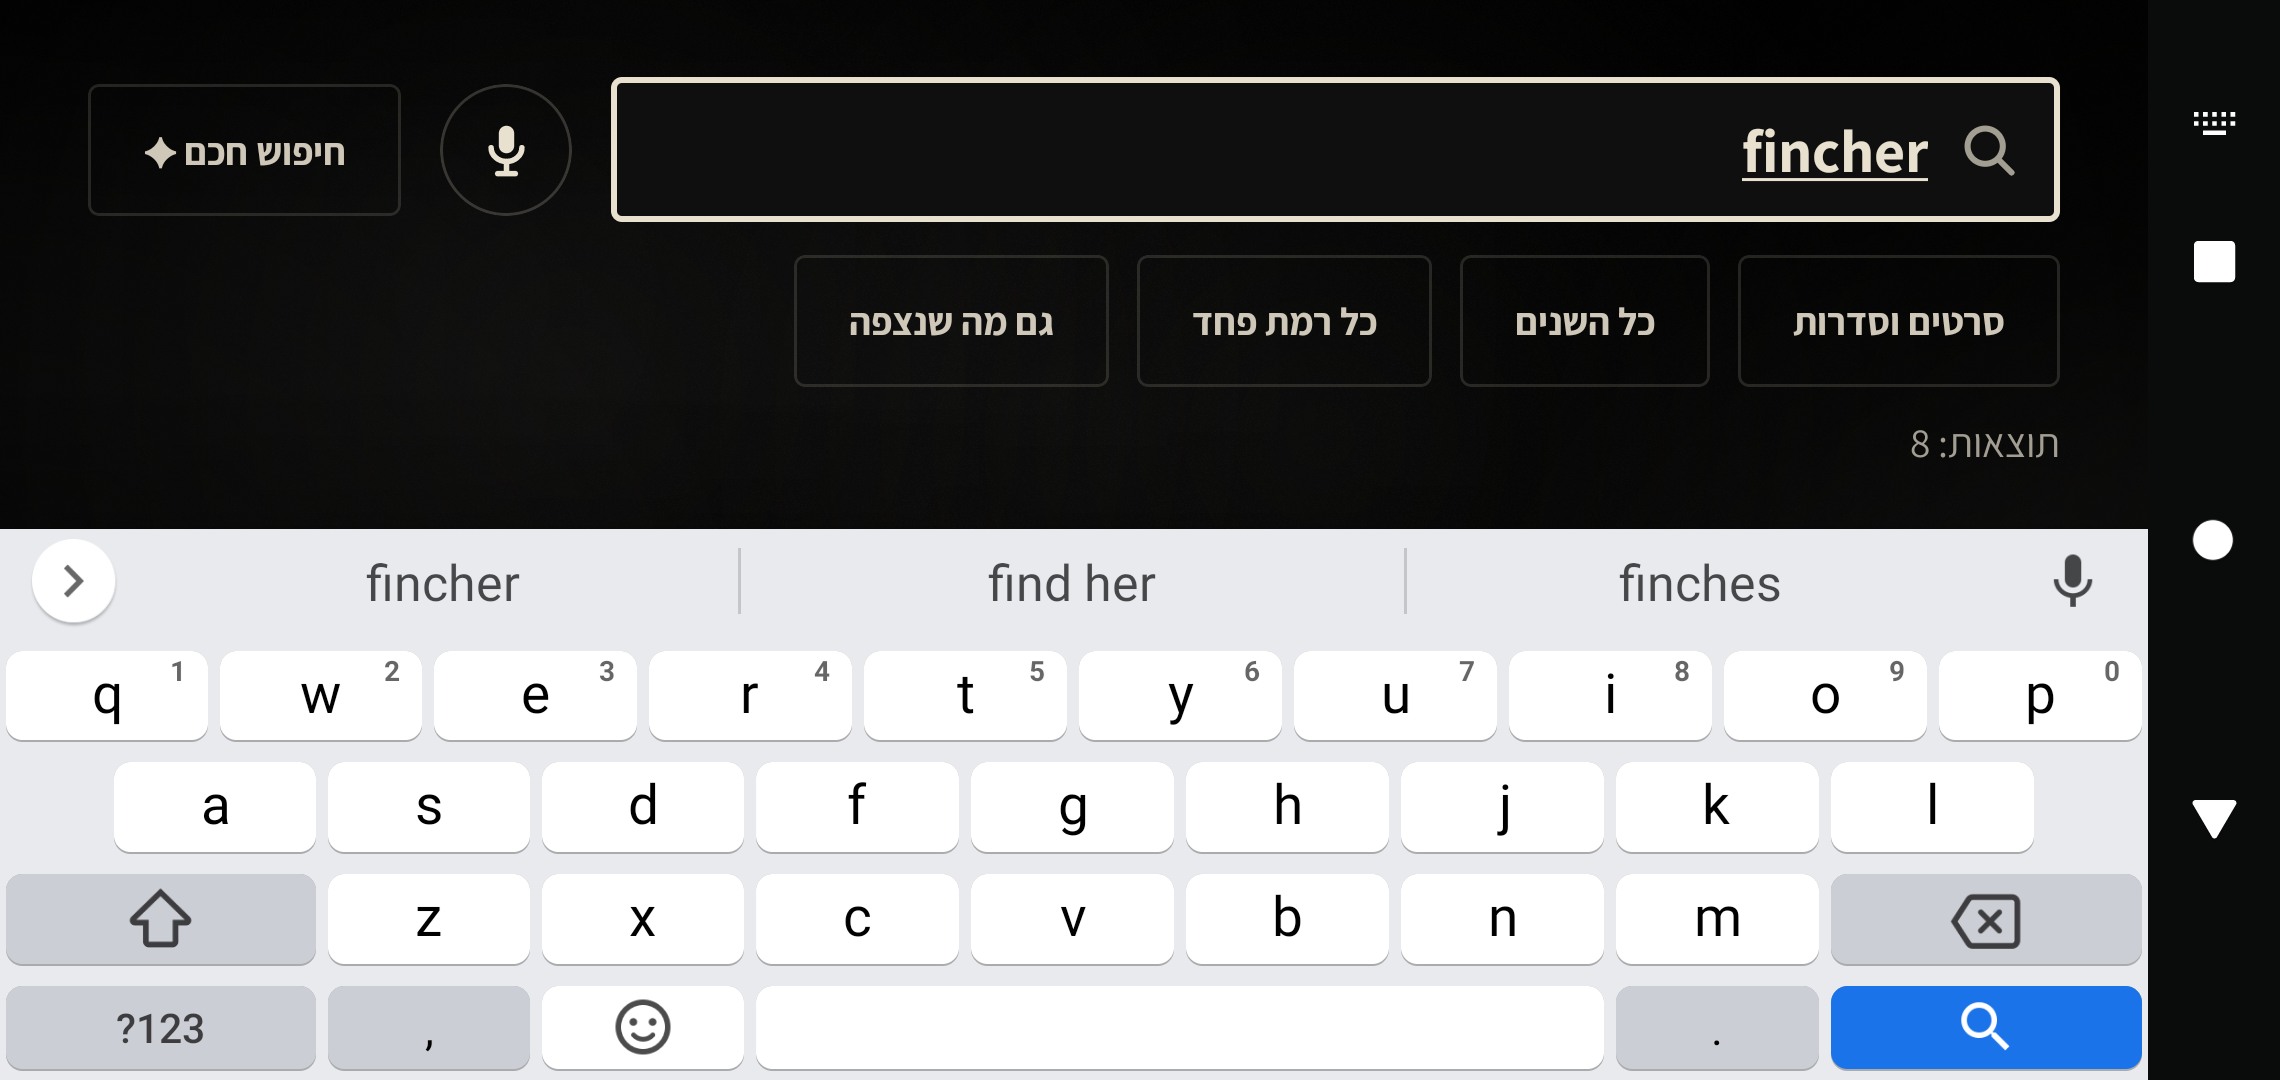 fincher
חיפוש חכם
סרטים וסדרות
כל השנים
כל רמת פחד
גם מה שנצפה
תוצאות: 8
fincher
find her
finches
q 1 w 2 e 3 r 4 t 5 y 6 u 7 i 8 o 9 p 0
a s d f g h j k l
z x c v b n m
?123 , .